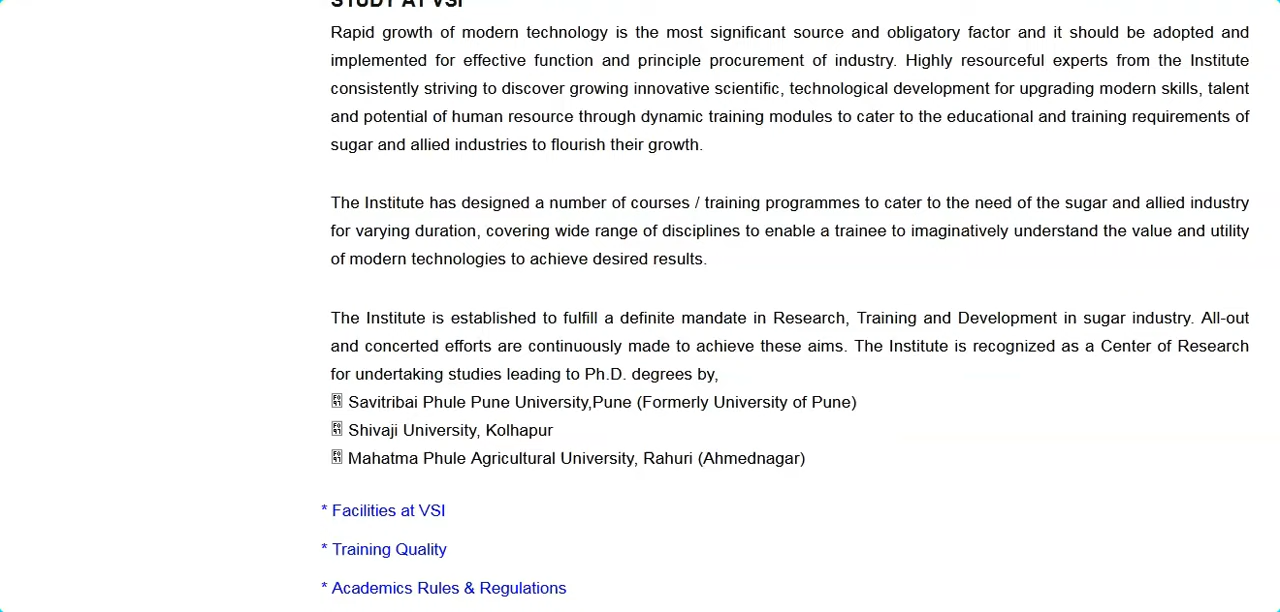 STUDY AT VSI
Rapid growth of modern technology is the most significant source and obligatory factor and it should be adopted and
implemented for effective function and principle procurement of industry. Highly resourceful experts from the Institute
consistently striving to discover growing innovative scientific, technological development for upgrading modern skills, talent
and potential of human resource through dynamic training modules to cater to the educational and training requirements of
sugar and allied industries to flourish their growth.
The Institute has designed a number of courses / training programmes to cater to the need of the sugar and allied industry
for varying duration, covering wide range of disciplines to enable a trainee to imaginatively understand the value and utility
of modern technologies to achieve desired results.
The Institute is established to fulfill a definite mandate in Research, Training and Development in sugar industry. All-out
and concerted efforts are continuously made to achieve these aims. The Institute is recognized as a Center of Research
for undertaking studies leading to Ph.D. degrees by,
Savitribai Phule Pune University,Pune (Formerly University of Pune)
Shivaji University, Kolhapur
Mahatma Phule Agricultural University, Rahuri (Ahmednagar)
* Facilities at VSI
* Training Quality
* Academics Rules & Regulations